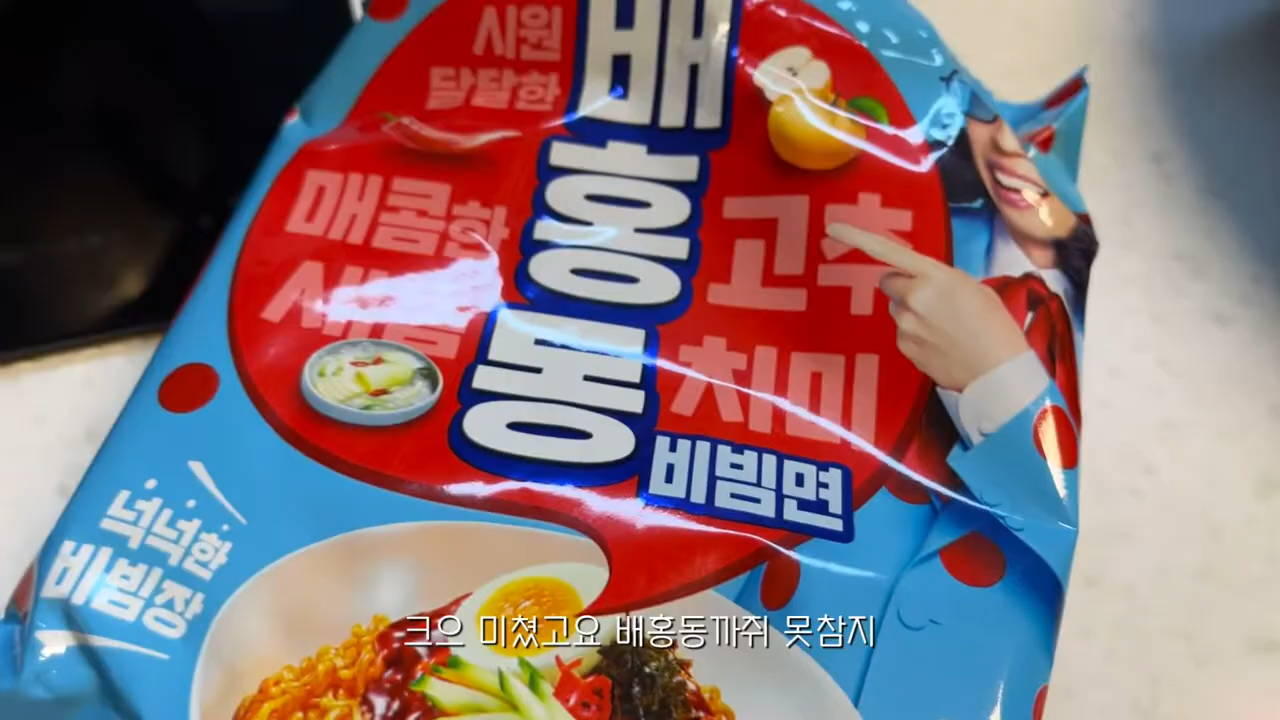 시원
달달한
배
홍
동
매콤한
새콤
고추
치미
비빔면
넉넉한
비빔장
크으 미쳤고요 배홍동까쥐 못참지